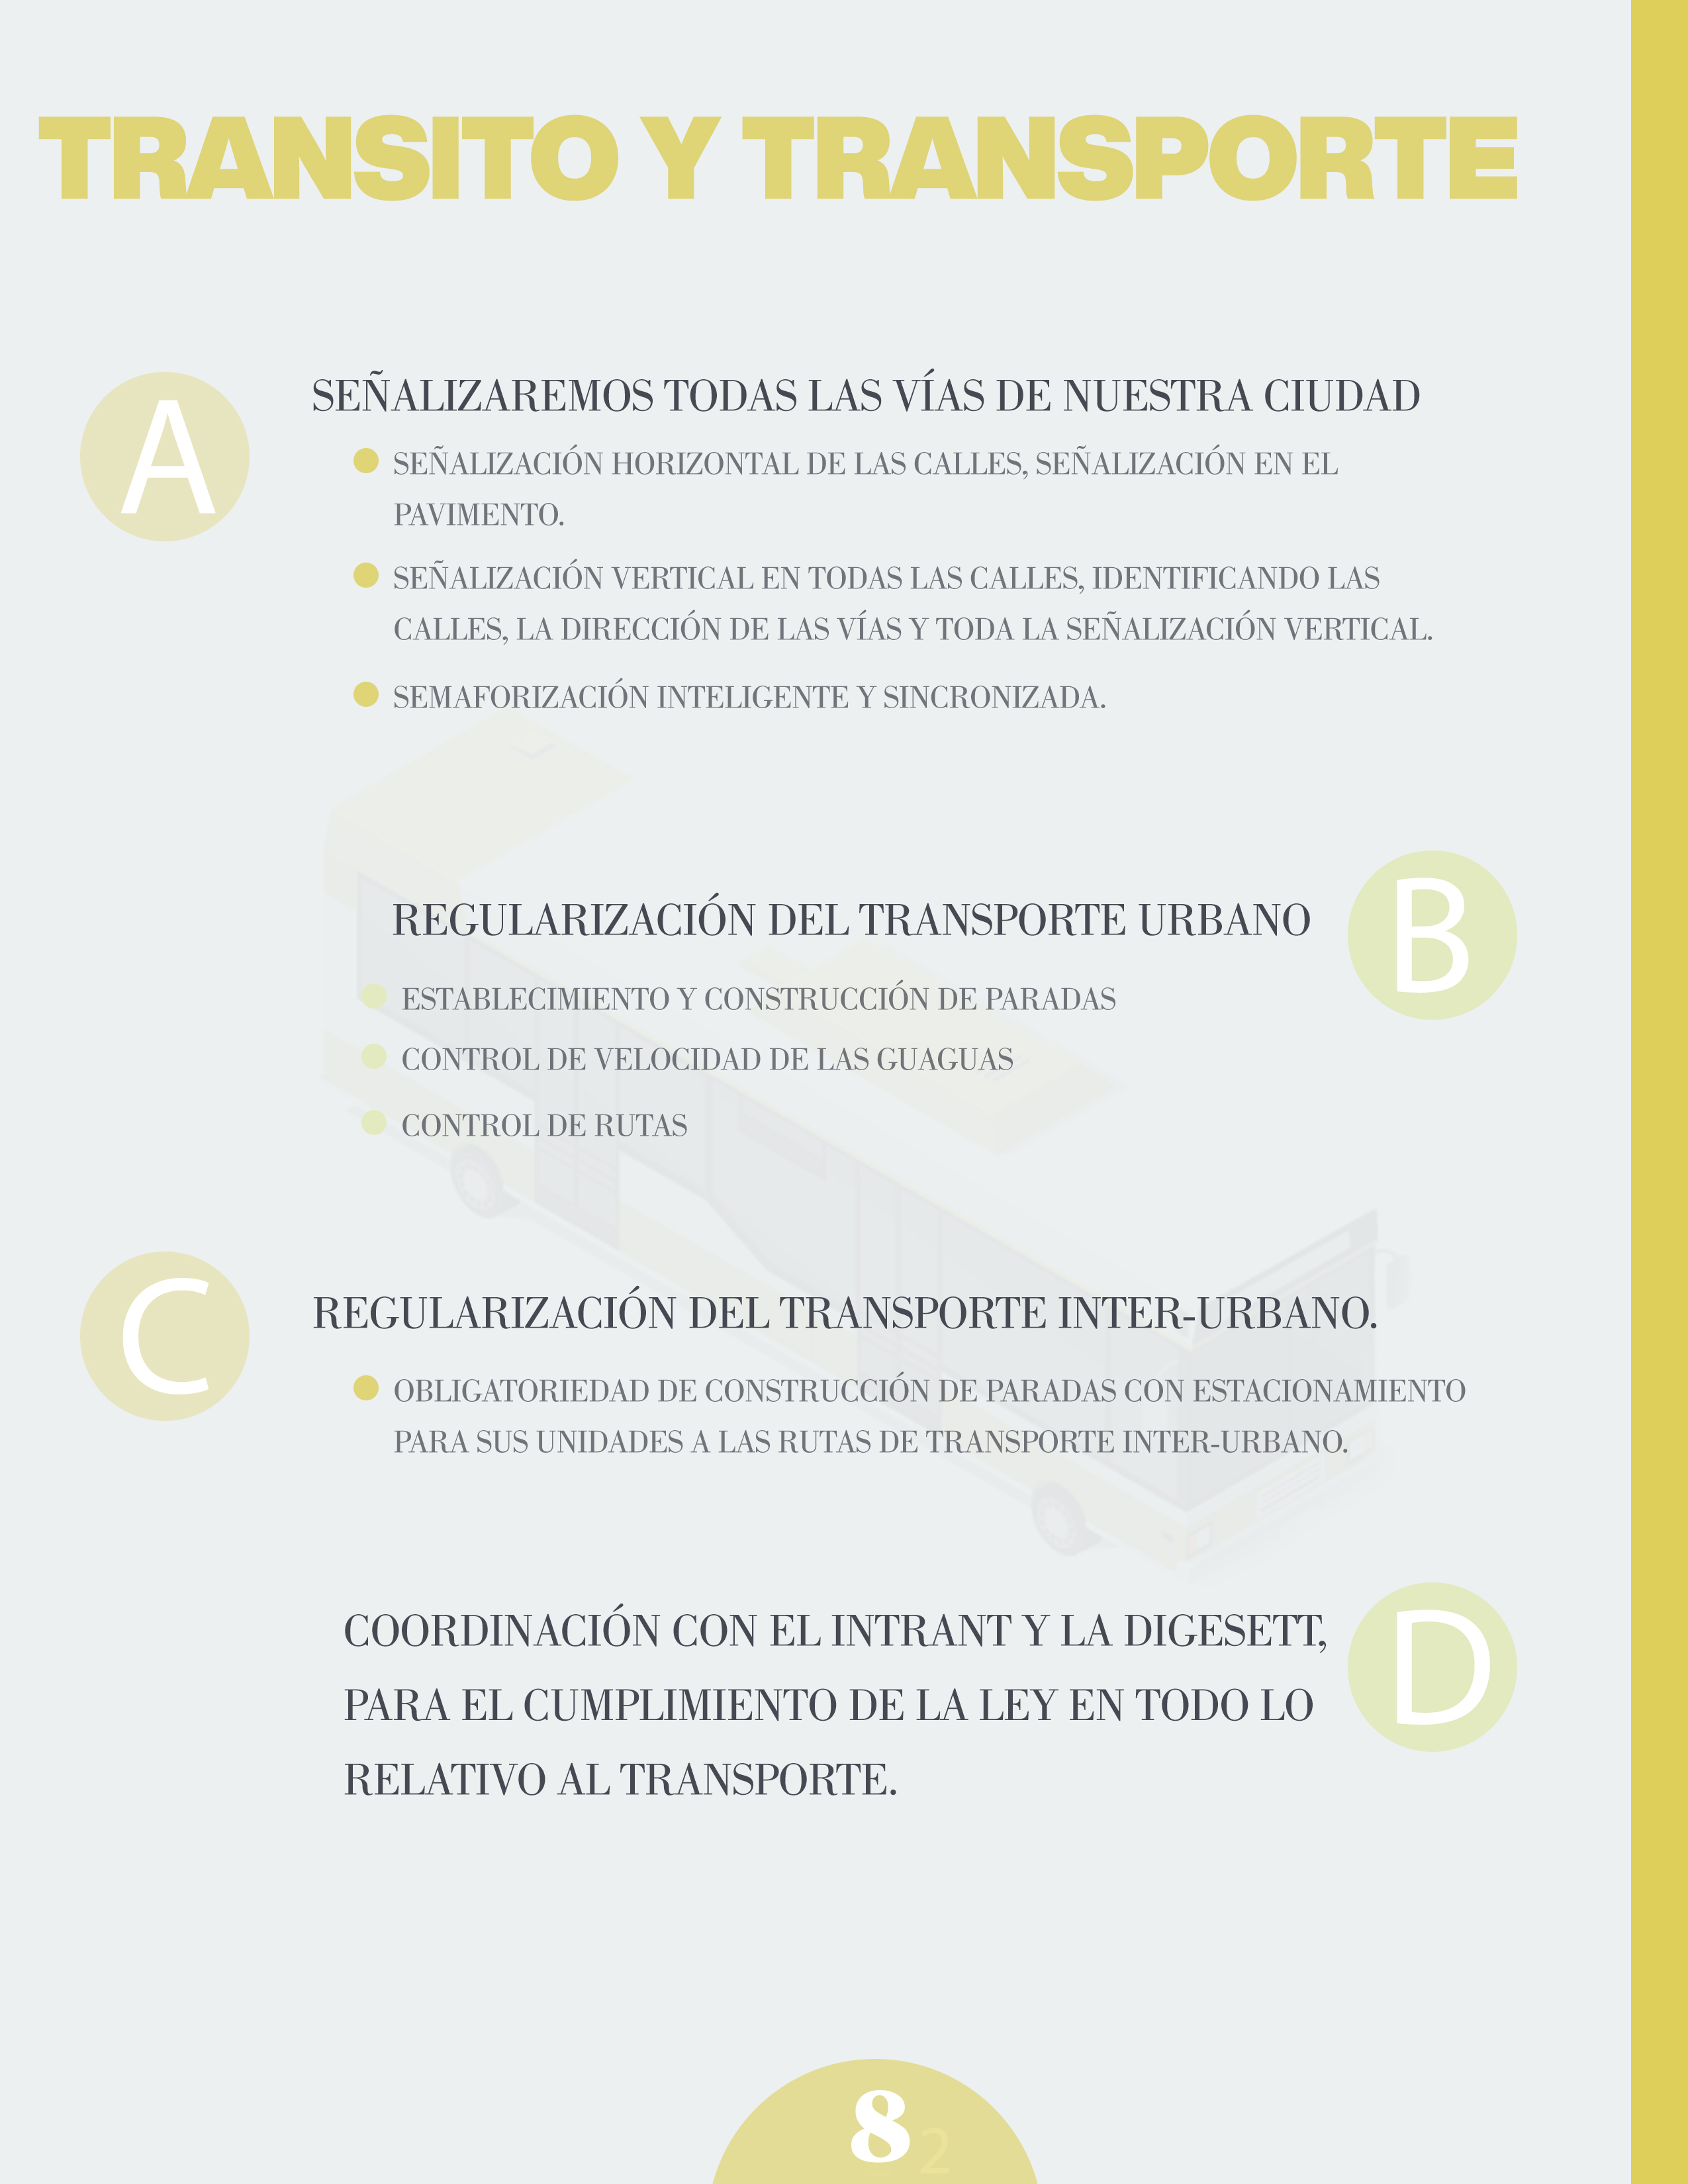 TRANSITO Y TRANSPORTE
A
SEÑALIZAREMOS TODAS LAS VÍAS DE NUESTRA CIUDAD
SEÑALIZACIÓN HORIZONTAL DE LAS CALLES, SEÑALIZACIÓN EN EL
PAVIMENTO.
SEÑALIZACIÓN VERTICAL EN TODAS LAS CALLES, IDENTIFICANDO LAS
CALLES, LA DIRECCIÓN DE LAS VÍAS Y TODA LA SEÑALIZACIÓN VERTICAL.
SEMAFORIZACIÓN INTELIGENTE Y SINCRONIZADA.
B
REGULARIZACIÓN DEL TRANSPORTE URBANO
ESTABLECIMIENTO Y CONSTRUCCIÓN DE PARADAS
CONTROL DE VELOCIDAD DE LAS GUAGUAS
CONTROL DE RUTAS
C
REGULARIZACIÓN DEL TRANSPORTE INTER-URBANO.
OBLIGATORIEDAD DE CONSTRUCCIÓN DE PARADAS CON ESTACIONAMIENTO
PARA SUS UNIDADES A LAS RUTAS DE TRANSPORTE INTER-URBANO.
D
COORDINACIÓN CON EL INTRANT Y LA DIGESETT,
PARA EL CUMPLIMIENTO DE LA LEY EN TODO LO
RELATIVO AL TRANSPORTE.
8 2